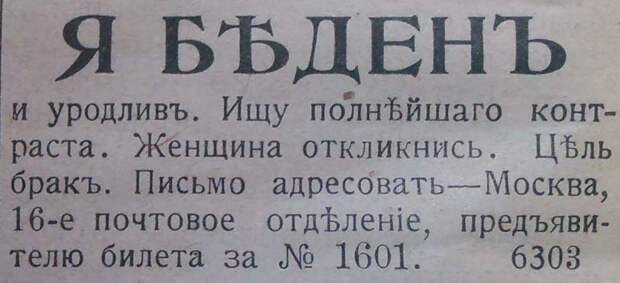 Я БѢДЕНЪ
и уродливъ. Ищу полнѣйшаго конт-
раста. Женщина откликнись. Цѣль
бракъ. Письмо адресовать—Москва,
16-е почтовое отдѣленіе, предъяви-
телю билета за № 1601. 6303